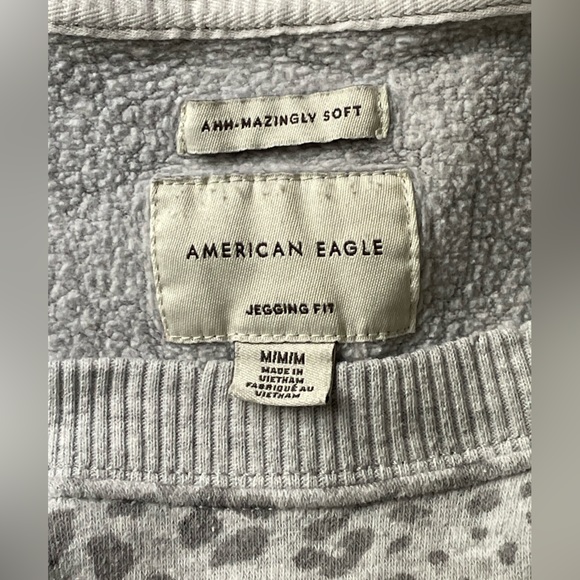 AHH-MAZINGLY SOFT
AMERICAN EAGLE
JEGGING FIT
M/M/M
MADE IN
VIETNAM
FABRIQUÉ AU
VIETNAM